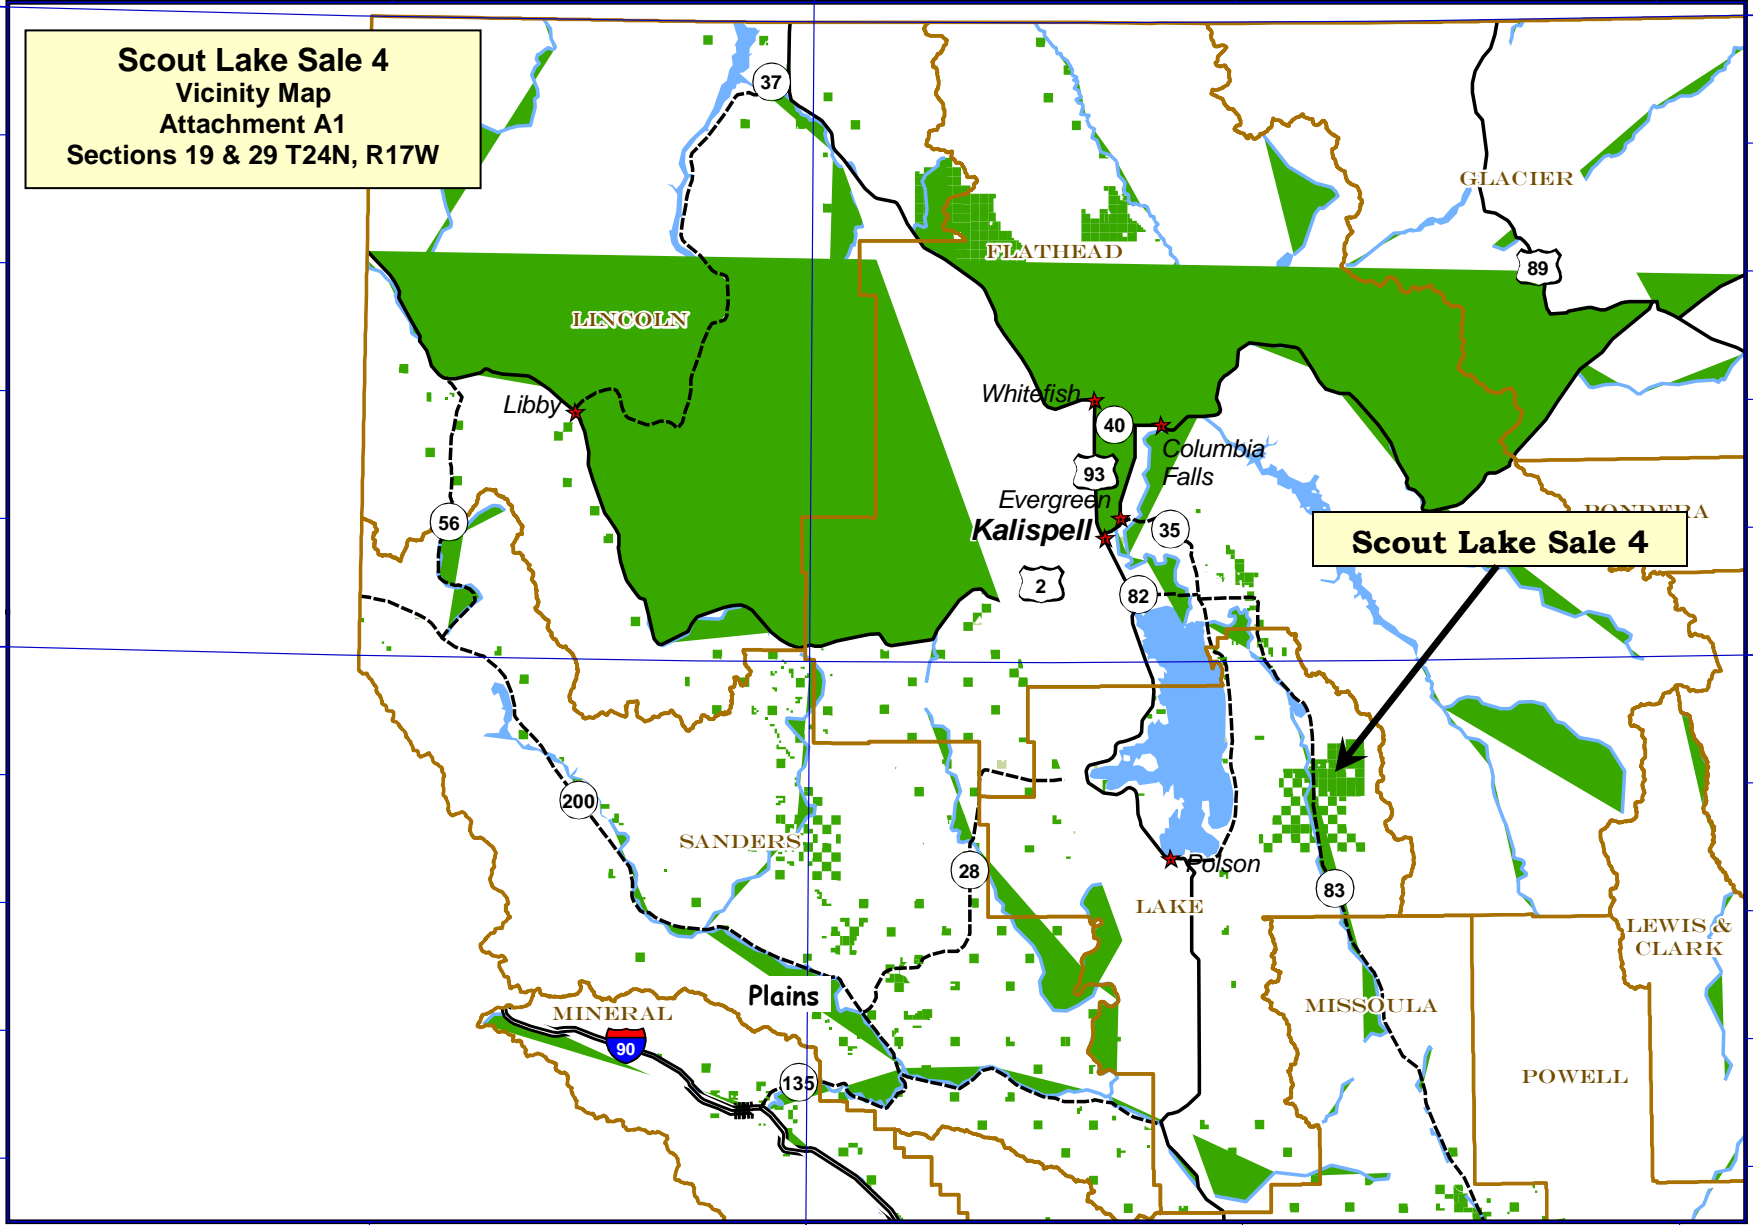 Scout Lake Sale 4
Vicinity Map
Attachment A1
Sections 19 & 29 T24N, R17W
37
GLACIER
FLATHEAD
89
LINCOLN
Whitefish
Libby
40
Columbia
Falls
93
Evergreen
Kalispell
56
35
PONDERA
Scout Lake Sale 4
2
82
200
SANDERS
28
Polson
83
LAKE
LEWIS &
CLARK
Plains
MISSOULA
MINERAL
90
135
POWELL